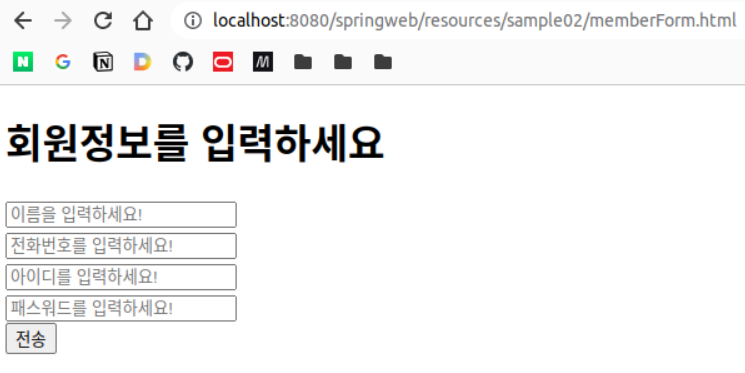 localhost:8080/springweb/resources/sample02/memberForm.html
회원정보를 입력하세요
이름을 입력하세요!
전화번호를 입력하세요!
아이디를 입력하세요!
패스워드를 입력하세요!
전송